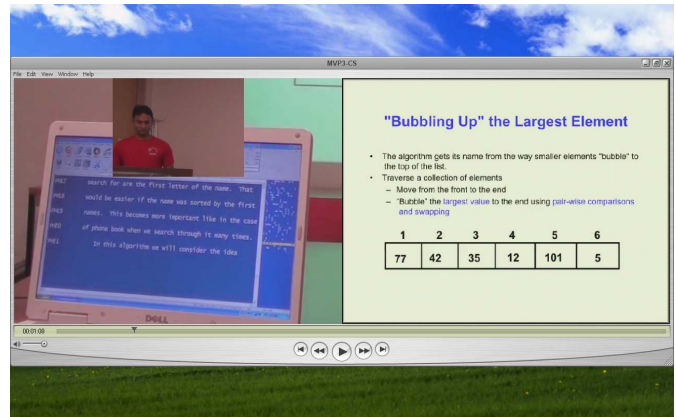 MVP3-CS
File Edit View Window Help
search for are the first letter of the name. That
would be easier if the name was sorted by the first
names. This becomes more important like in the case
of phone book when we search through it many times.
In this algorithm we will consider the idea
DELL
"Bubbling Up" the Largest Element
• The algorithm gets its name from the way smaller elements "bubble" to
the top of the list.
• Traverse a collection of elements
– Move from the front to the end
– "Bubble" the largest value to the end using pair-wise comparisons
and swapping
1 2 3 4 5 6
77 42 35 12 101 5
00:01:09